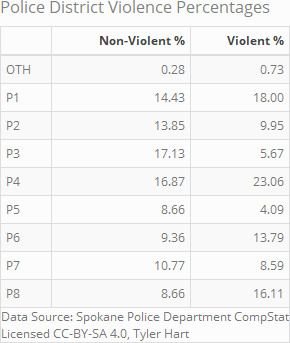 Police District Violence Percentages
Non-Violent % Violent %
OTH 0.28 0.73
P1 14.43 18.00
P2 13.85 9.95
P3 17.13 5.67
P4 16.87 23.06
P5 8.66 4.09
P6 9.36 13.79
P7 10.77 8.59
P8 8.66 16.11
Data Source: Spokane Police Department CompStat
Licensed CC-BY-SA 4.0, Tyler Hart